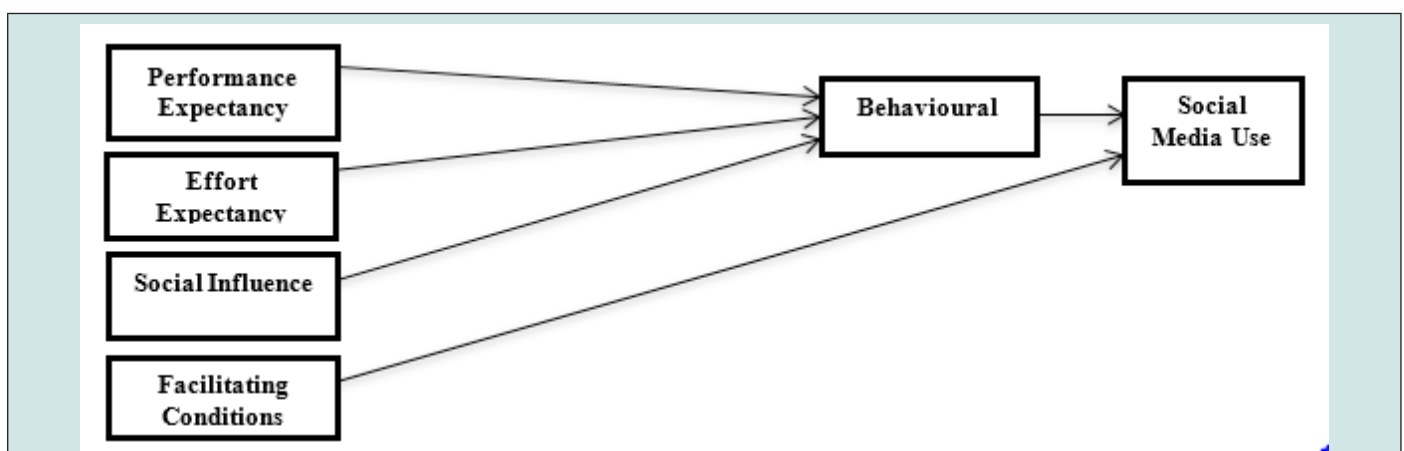 Performance
Expectancy
Effort
Expectancy
Social Influence
Facilitating
Conditions
Behavioural
Social
Media Use